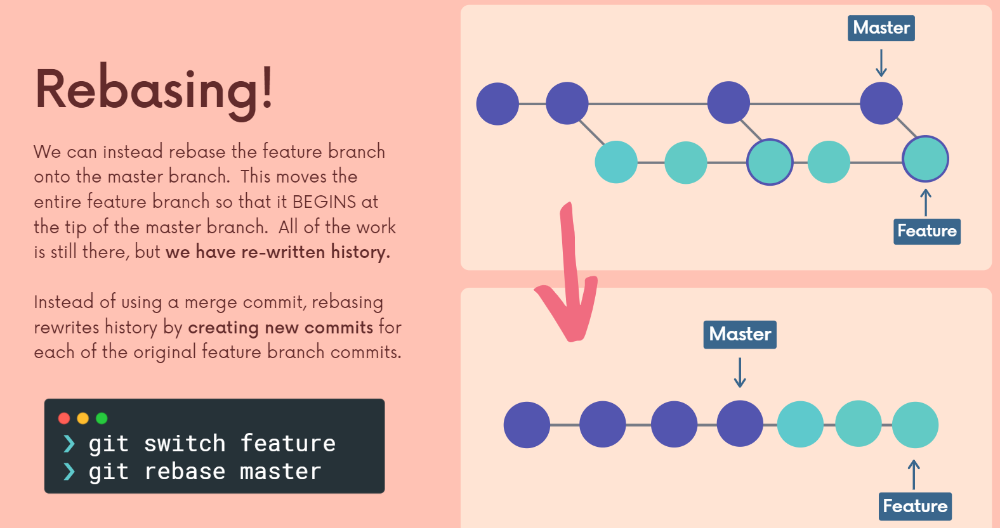 Rebasing!
We can instead rebase the feature branch
onto the master branch.  This moves the
entire feature branch so that it BEGINS at
the tip of the master branch.  All of the work
is still there, but we have re-written history.
Instead of using a merge commit, rebasing
rewrites history by creating new commits for
each of the original feature branch commits.
❯ git switch feature
❯ git rebase master
Master
Feature
Master
Feature